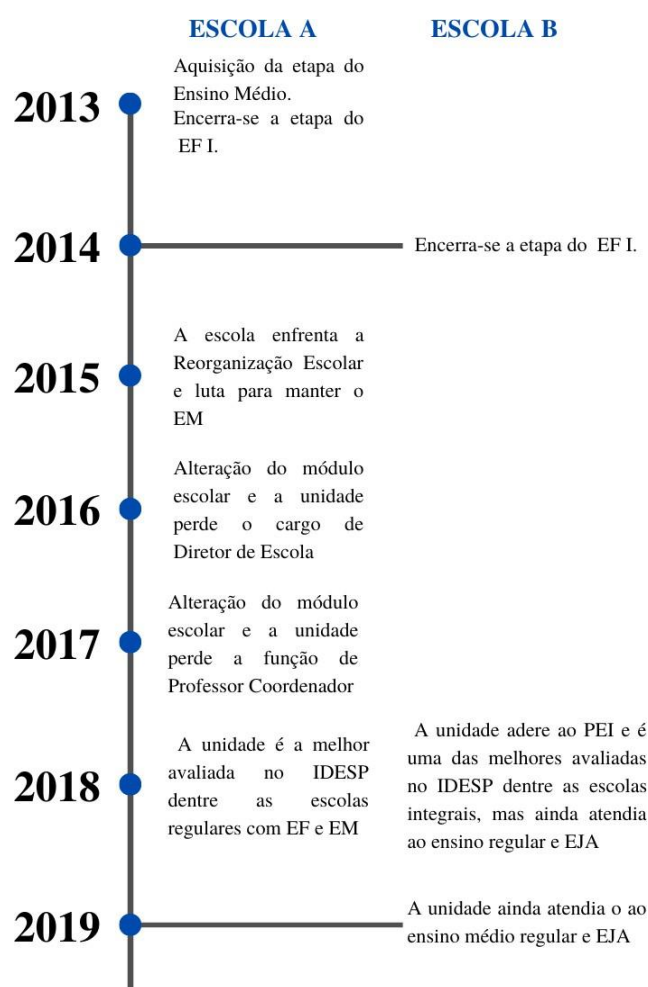 ESCOLA A
ESCOLA B
2013
Aquisição da etapa do
Ensino Médio.
Encerra-se a etapa do
EF I.
2014
Encerra-se a etapa do EF I.
2015
A escola enfrenta a
Reorganização Escolar
e luta para manter o
EM
2016
Alteração do módulo
escolar e a unidade
perde o cargo de
Diretor de Escola
2017
Alteração do módulo
escolar e a unidade
perde a função de
Professor Coordenador
2018
A unidade é a melhor
avaliada no IDESP
dentre as escolas
regulares com EF e EM
A unidade adere ao PEI e é
uma das melhores avaliadas
no IDESP dentre as escolas
integrais, mas ainda atendia
ao ensino regular e EJA
2019
A unidade ainda atendia o ao
ensino médio regular e EJA